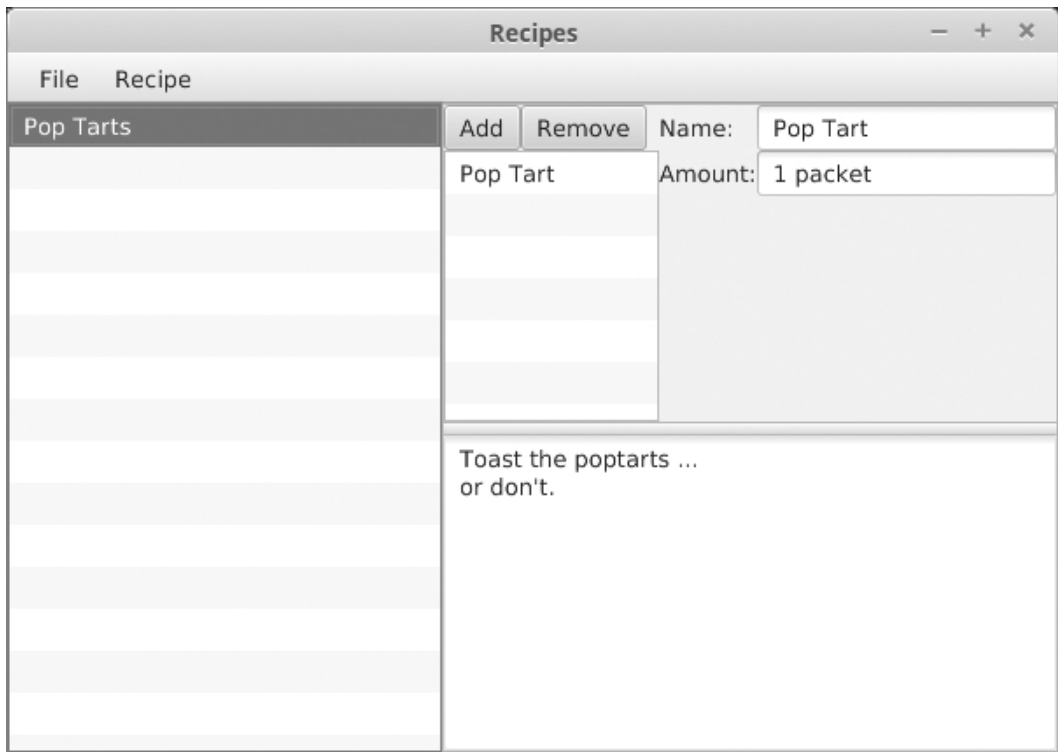 Recipes
File Recipe
Pop Tarts
Add Remove Name: Pop Tart
Pop Tart Amount: 1 packet
Toast the poptarts ...
or don't.